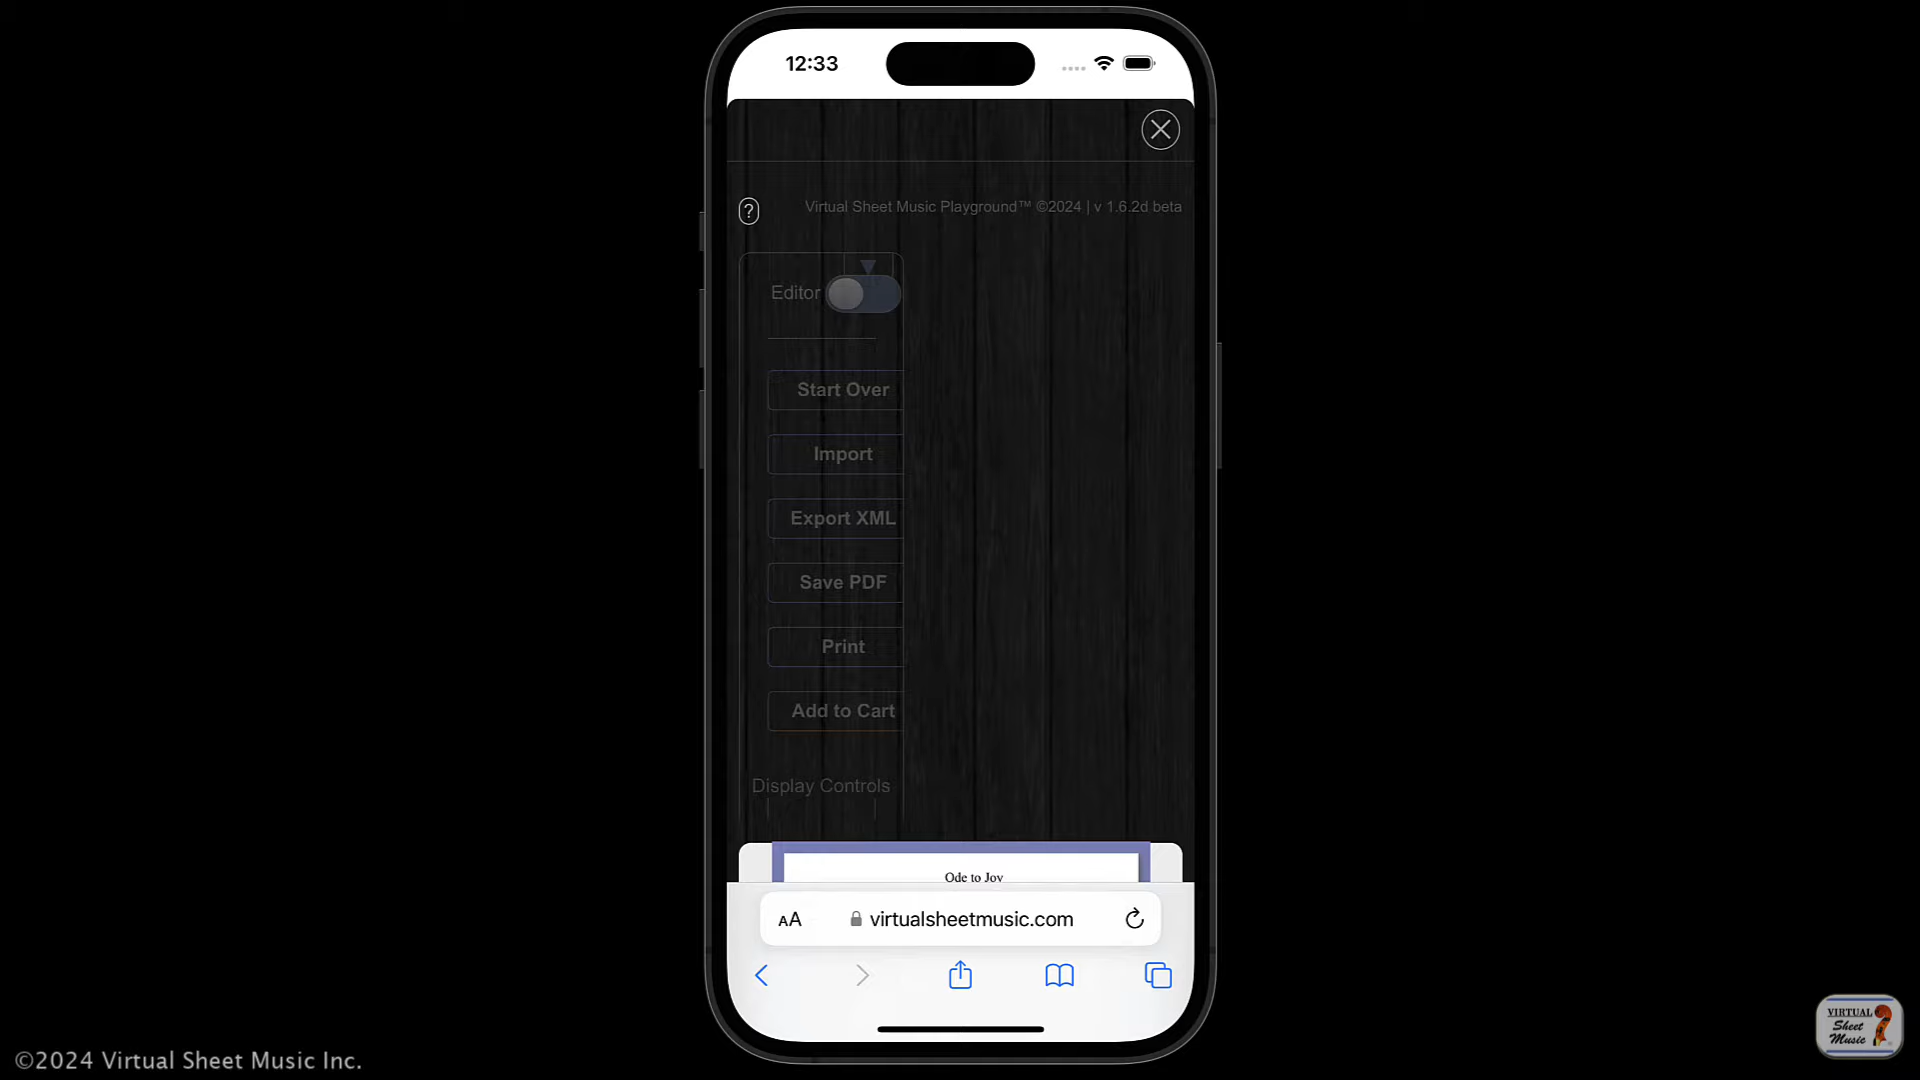 12:33
?
Virtual Sheet Music Playground™ ©2024 | v 1.6.2d beta
Editor
Start Over
Import
Export XML
Save PDF
Print
Add to Cart
Display Controls
Ode to Joy
AA
virtualsheetmusic.com
VIRTUAL
Sheet
Music
©2024 Virtual Sheet Music Inc.